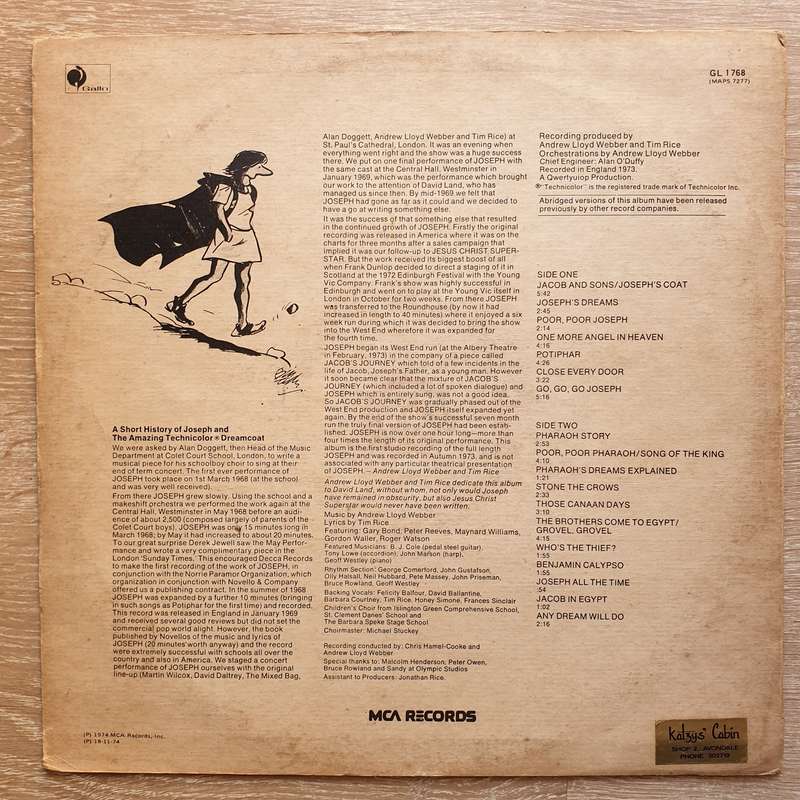 Gallo
GL 1768
(MAPS 7277)
A Short History of Joseph and
The Amazing Technicolor ® Dreamcoat
We were asked by Alan Doggett, then Head of the Music
Department at Colet Court School, London, to write a
musical piece for his schoolboy choir to sing at their
end of term concert. The first ever performance of
JOSEPH took place on 1st March 1968 (at the school
and was very well received).
From there JOSEPH grew slowly. Using the school and a
makeshift orchestra we performed the work again at the
Central Hall, Westminster in May 1968 before an audi-
ence of about 2,500 (composed largely of parents of the
Colet Court boys). JOSEPH was only 15 minutes long in
March 1968; by May it had increased to about 20 minutes.
To our great surprise Derek Jewell saw the May Perfor-
mance and wrote a very complimentary piece in the
London 'Sunday Times.' This encouraged Decca Records
to make the first recording of the work of JOSEPH, in
conjunction with the Norrie Paramor Organization, which
organization in conjunction with Novello & Company
offered us a publishing contract. In the summer of 1968
JOSEPH was expanded by a further 10 minutes (bringing
in such songs as Potiphar for the first time) and recorded.
This record was released in England in January 1969
and received several good reviews but did not set the
commercial pop world alight. However, the book
published by Novellos of the music and lyrics of
JOSEPH (20 minutes'worth anyway) and the record
were extremely successful with schools all over the
country and also in America. We staged a concert
performance of JOSEPH ourselves with the original
line-up (Martin Wilcox, David Daltrey, The Mixed Bag,
Alan Doggett, Andrew Lloyd Webber and Tim Rice) at
St. Paul's Cathedral, London. It was an evening when
everything went right and the show was a huge success
there. We put on one final performance of JOSEPH with
the same cast at the Central Hall, Westminster in
January 1969, which was the performance which brought
our work to the attention of David Land, who has
managed us since then. By mid-1969 we felt that
JOSEPH had gone as far as it could and we decided to
have a go at writing something else.
It was the success of that something else that resulted
in the continued growth of JOSEPH. Firstly the original
recording was released in America where it was on the
charts for three months after a sales campaign that
implied it was our follow-up to JESUS CHRIST SUPER-
STAR. But the work received its biggest boost of all
when Frank Dunlop decided to direct a staging of it in
Scotland at the 1972 Edinburgh Festival with the Young
Vic Company. Frank's show was highly successful in
Edinburgh and went on to play at the Young Vic itself in
London in October for two weeks. From there JOSEPH
was transferred to the Roundhouse (by now it had
increased in length to 40 minutes) where it enjoyed a six
week run during which it was decided to bring the show
into the West End wherefore it was expanded for
the fourth time.
JOSEPH began its West End run (at the Albery Theatre
in February, 1973) in the company of a piece called
JACOB'S JOURNEY which told of a few incidents in the
life of Jacob, Joseph's Father, as a young man. However
it soon became clear that the mixture of JACOB'S
JOURNEY (which included a lot of spoken dialogue) and
JOSEPH which is entirely sung, was not a good idea.
So JACOB'S JOURNEY was gradually phased out of the
West End production and JOSEPH itself expanded yet
again. By the end of the show's successful seven month
run the truly final version of JOSEPH had been estab-
lished. JOSEPH is now over one hour long—more than
four times the length of its original performance. This
album is the first studio recording of the full length
JOSEPH and was recorded in Autumn 1973, and is not
associated with any particular theatrical presentation
of JOSEPH.—Andrew Lloyd Webber and Tim Rice
Andrew Lloyd Webber and Tim Rice dedicate this album
to David Land, without whom, not only would Joseph
have remained in obscurity, but also Jesus Christ
Superstar would never have been written.
Music by Andrew Lloyd Webber
Lyrics by Tim Rice
Featuring: Gary Bond, Peter Reeves, Maynard Williams,
Gordon Waller, Roger Watson
Featured Musicians: B. J. Cole (pedal steel guitar)
Tony Lowe (accordion), John Marson (harp),
Geoff Westley (piano)
Rhythm Section: George Comerford, John Gustafson,
Olly Halsall, Neil Hubbard, Pete Massey, John Priseman,
Bruce Rowland, Geoff Westley
Backing Vocals: Felicity Balfour, David Ballantine,
Barbara Courtney, Tim Rice, Honey Simone, Frances Sinclair
Children's Choir from Islington Green Comprehensive School,
St. Clement Danes' School and
The Barbara Speke Stage School
Choirmaster: Michael Stuckey
Recording conducted by: Chris Hamel-Cooke and
Andrew Lloyd Webber
Special thanks to: Malcolm Henderson, Peter Owen,
Bruce Rowland and Sandy at Olympic Studios
Assistant to Producers: Jonathan Rice.
Recording produced by
Andrew Lloyd Webber and Tim Rice
Orchestrations by Andrew Lloyd Webber
Chief Engineer: Alan O'Duffy
Recorded in England 1973.
A Qwertyuiop Production.
®"Technicolor" is the registered trade mark of Technicolor Inc.
Abridged versions of this album have been released
previously by other record companies.
SIDE ONE
JACOB AND SONS/JOSEPH'S COAT
5:42
JOSEPH'S DREAMS
2:45
POOR, POOR JOSEPH
2:14
ONE MORE ANGEL IN HEAVEN
4:16
POTIPHAR
4:26
CLOSE EVERY DOOR
3:22
GO, GO, GO JOSEPH
5:16
SIDE TWO
PHARAOH STORY
2:53
POOR, POOR PHARAOH/SONG OF THE KING
4:10
PHARAOH'S DREAMS EXPLAINED
1:21
STONE THE CROWS
2:33
THOSE CANAAN DAYS
3:10
THE BROTHERS COME TO EGYPT/
GROVEL, GROVEL
4:15
WHO'S THE THIEF?
1:55
BENJAMIN CALYPSO
1:55
JOSEPH ALL THE TIME
:54
JACOB IN EGYPT
1:02
ANY DREAM WILL DO
2:16
MCA RECORDS
(P) 1974 MCA Records, Inc.
(P) 18-11-74
Katzys' Cabin
SHOP 2, AVONDALE
PHONE